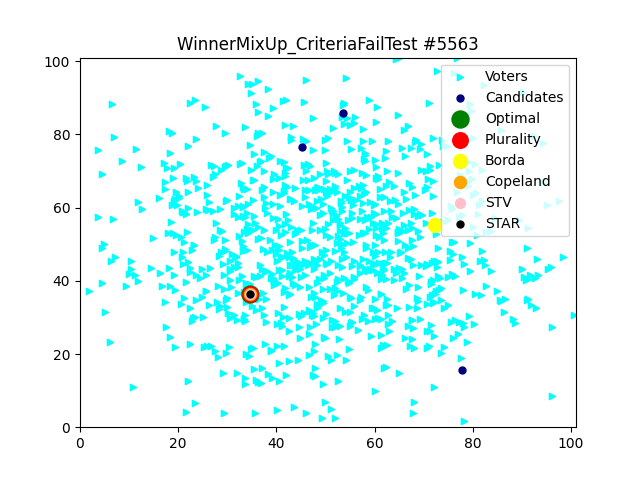 WinnerMixUp_CriteriaFailTest #5563
100
80
60
40
20
0
0 20 40 60 80 100
Voters
Candidates
Optimal
Plurality
Borda
Copeland
STV
STAR